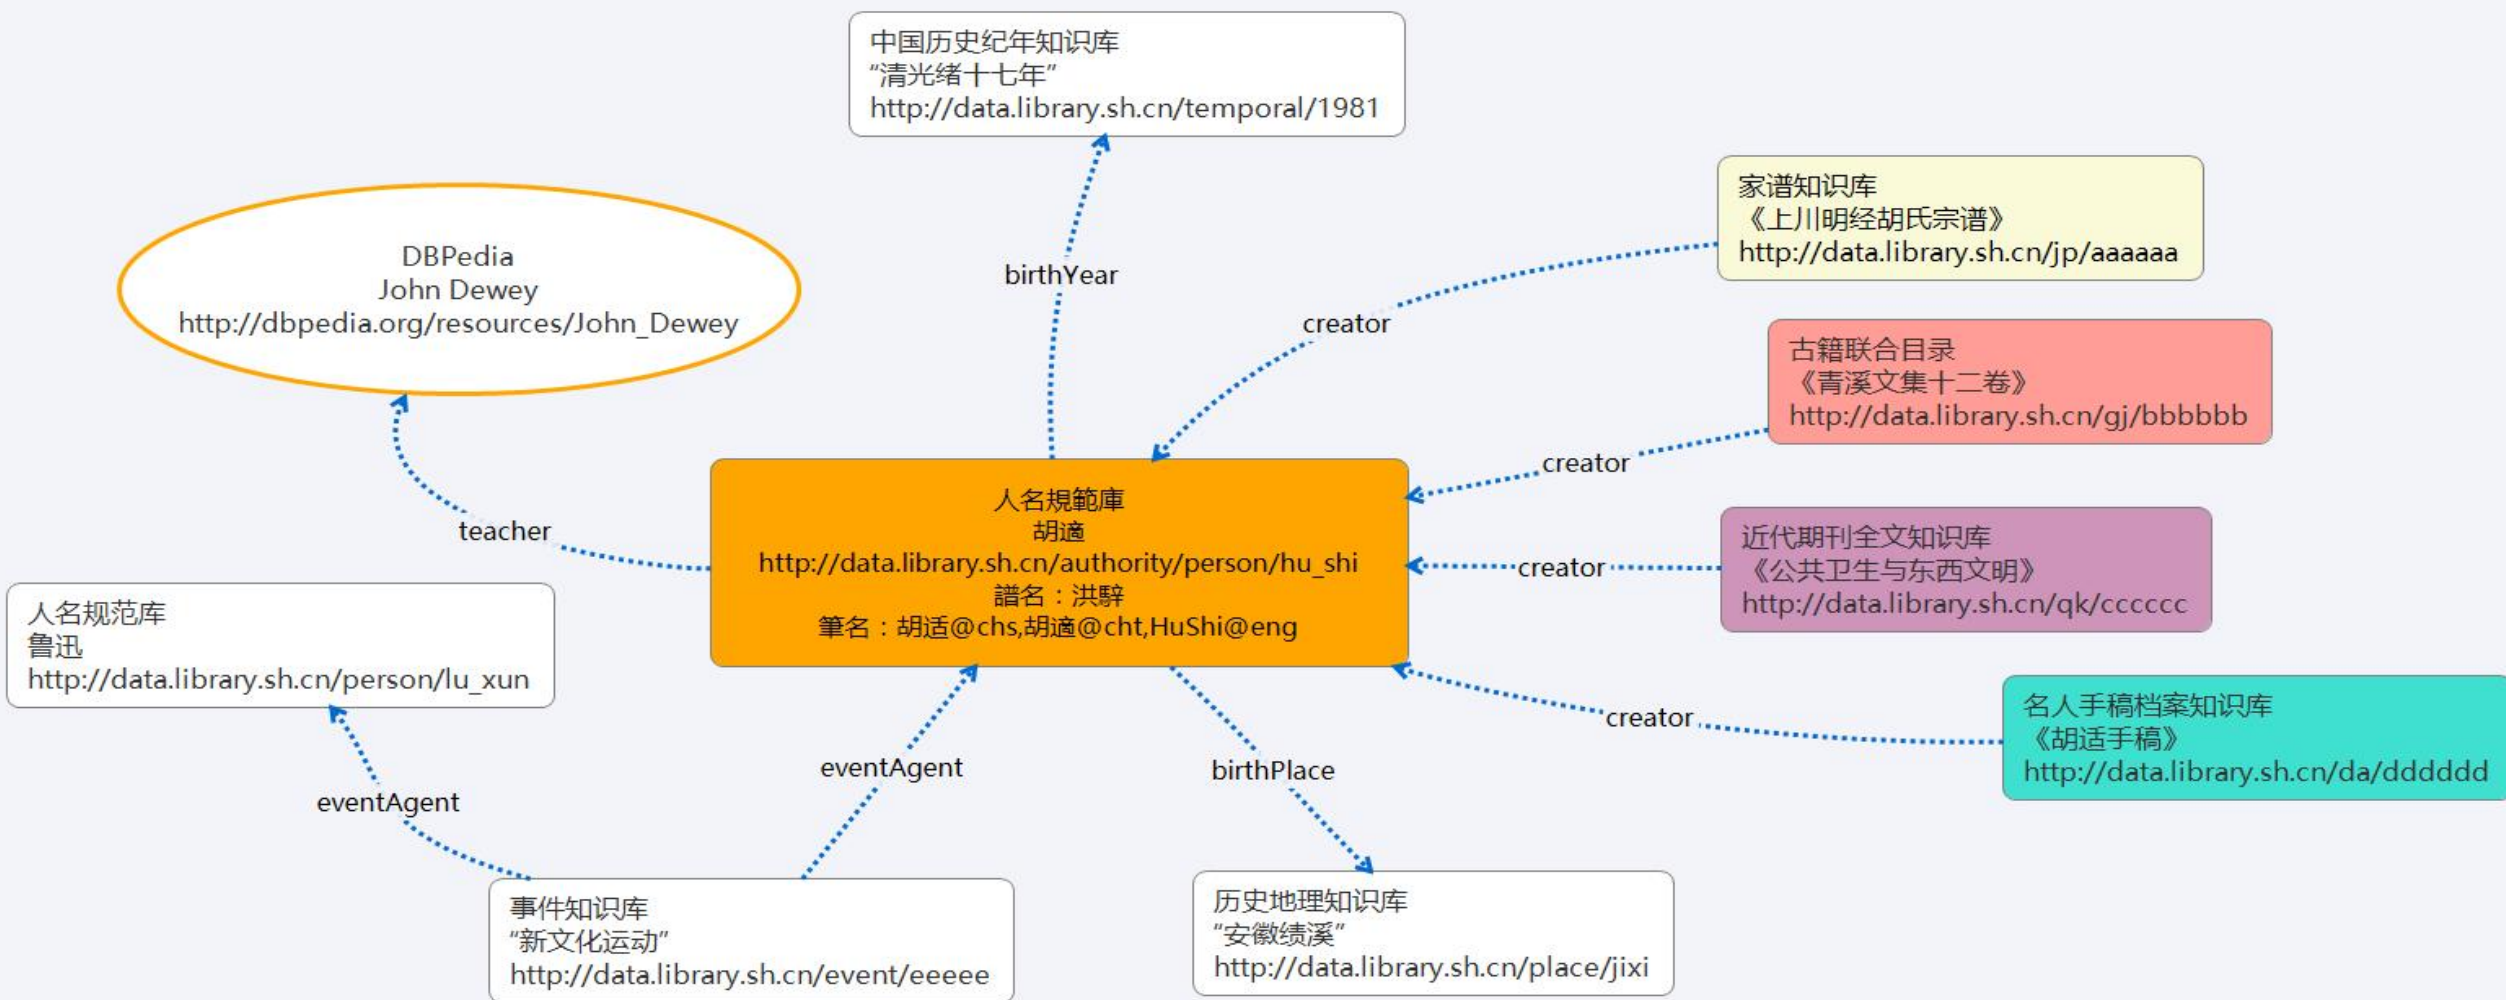 中国历史纪年知识库
“清光绪十七年”
http://data.library.sh.cn/temporal/1981
家谱知识库
《上川明经胡氏宗谱》
http://data.library.sh.cn/jp/aaaaaa
DBPedia
John Dewey
http://dbpedia.org/resources/John_Dewey
birthYear
creator
古籍联合目录
《青溪文集十二卷》
http://data.library.sh.cn/gj/bbbbbb
creator
teacher
人名規範庫
胡適
http://data.library.sh.cn/authority/person/hu_shi
譜名：洪騂
筆名：胡适@chs,胡適@cht,HuShi@eng
creator
近代期刊全文知识库
《公共卫生与东西文明》
http://data.library.sh.cn/qk/cccccc
人名规范库
鲁迅
http://data.library.sh.cn/person/lu_xun
creator
名人手稿档案知识库
《胡适手稿》
http://data.library.sh.cn/da/dddddd
eventAgent
eventAgent
birthPlace
事件知识库
“新文化运动”
http://data.library.sh.cn/event/eeeee
历史地理知识库
“安徽绩溪”
http://data.library.sh.cn/place/jixi